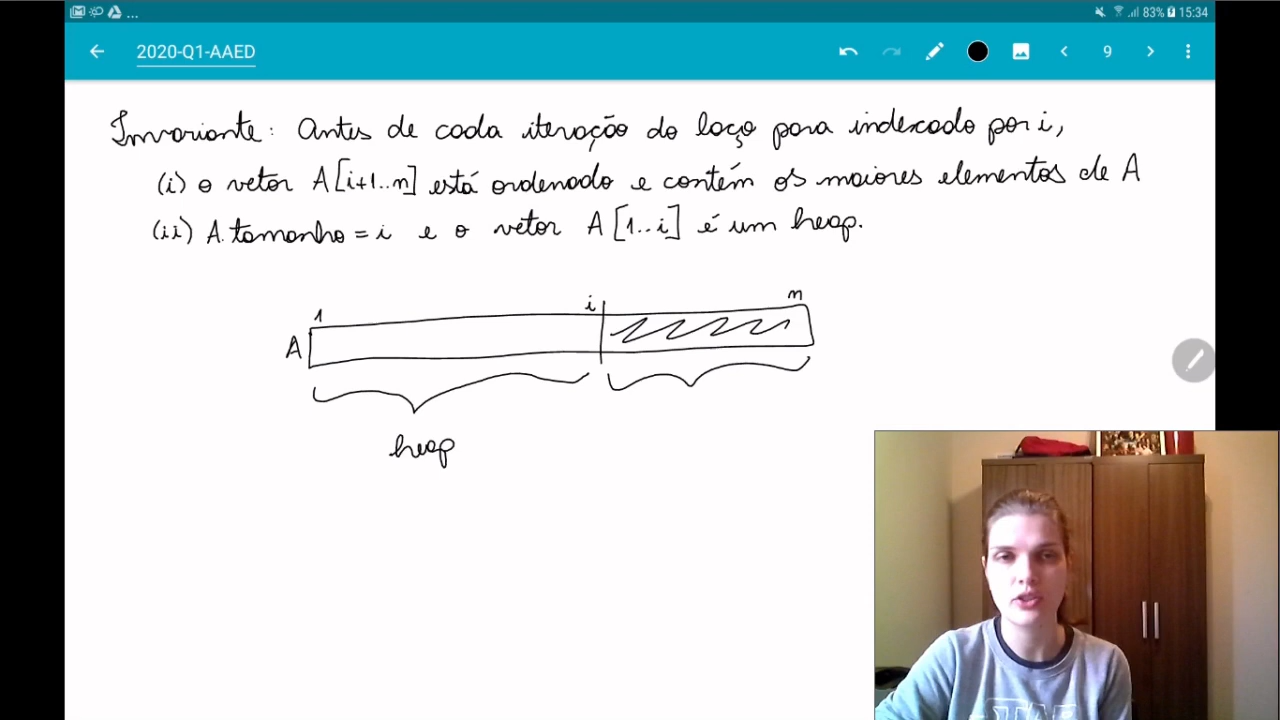 ...
83% 15:34
2020-Q1-AAED
9
Invariante: Antes de cada iteração do laço para indexado por i,
(i) o vetor A[i+1..n] está ordenado e contém os maiores elementos de A
(ii) A.tamanho = i e o vetor A[1..i] é um heap.
1 i n
A
heap